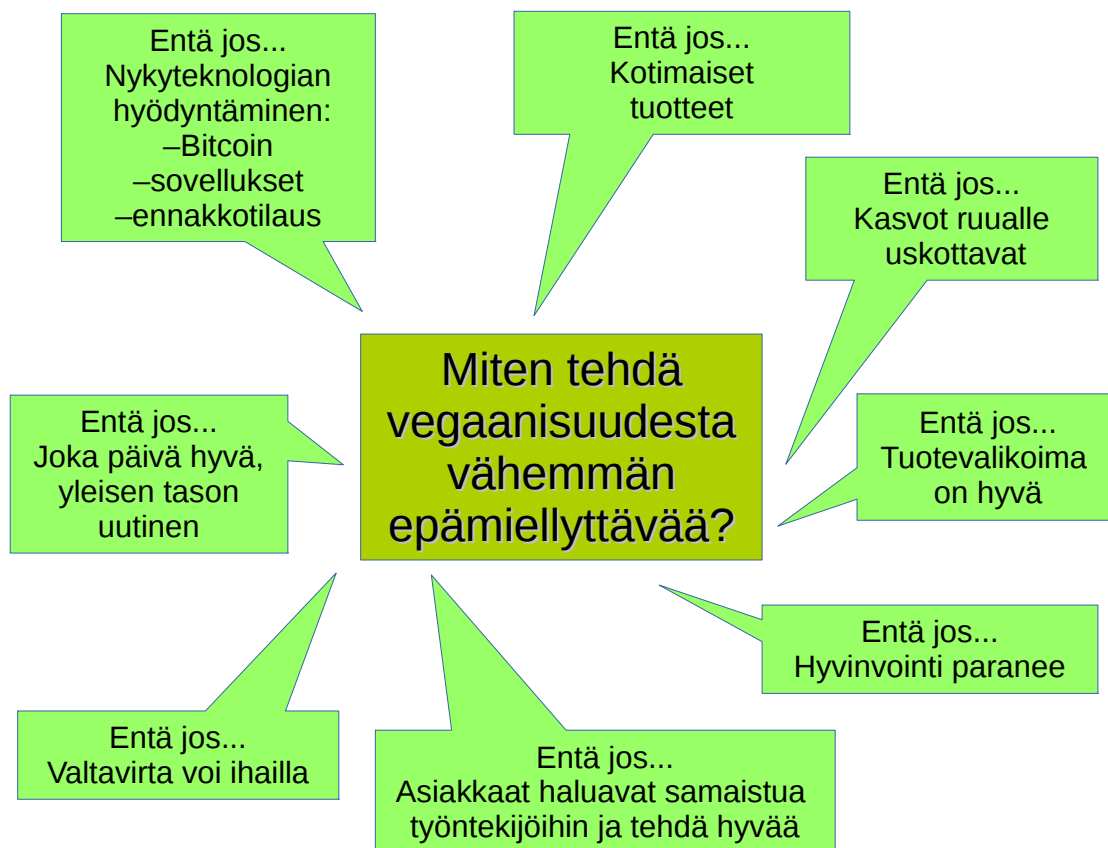 Entä jos...
Nykyteknologian
hyödyntäminen:
–Bitcoin
–sovellukset
–ennakkotilaus
Entä jos...
Kotimaiset
tuotteet
Entä jos...
Kasvot ruualle
uskottavat
Miten tehdä
vegaanisuudesta
vähemmän
epämiellyttävää?
Entä jos...
Joka päivä hyvä,
yleisen tason
uutinen
Entä jos...
Tuotevalikoima
on hyvä
Entä jos...
Hyvinvointi paranee
Entä jos...
Valtavirta voi ihailla
Entä jos...
Asiakkaat haluavat samaistua
työntekijöihin ja tehdä hyvää